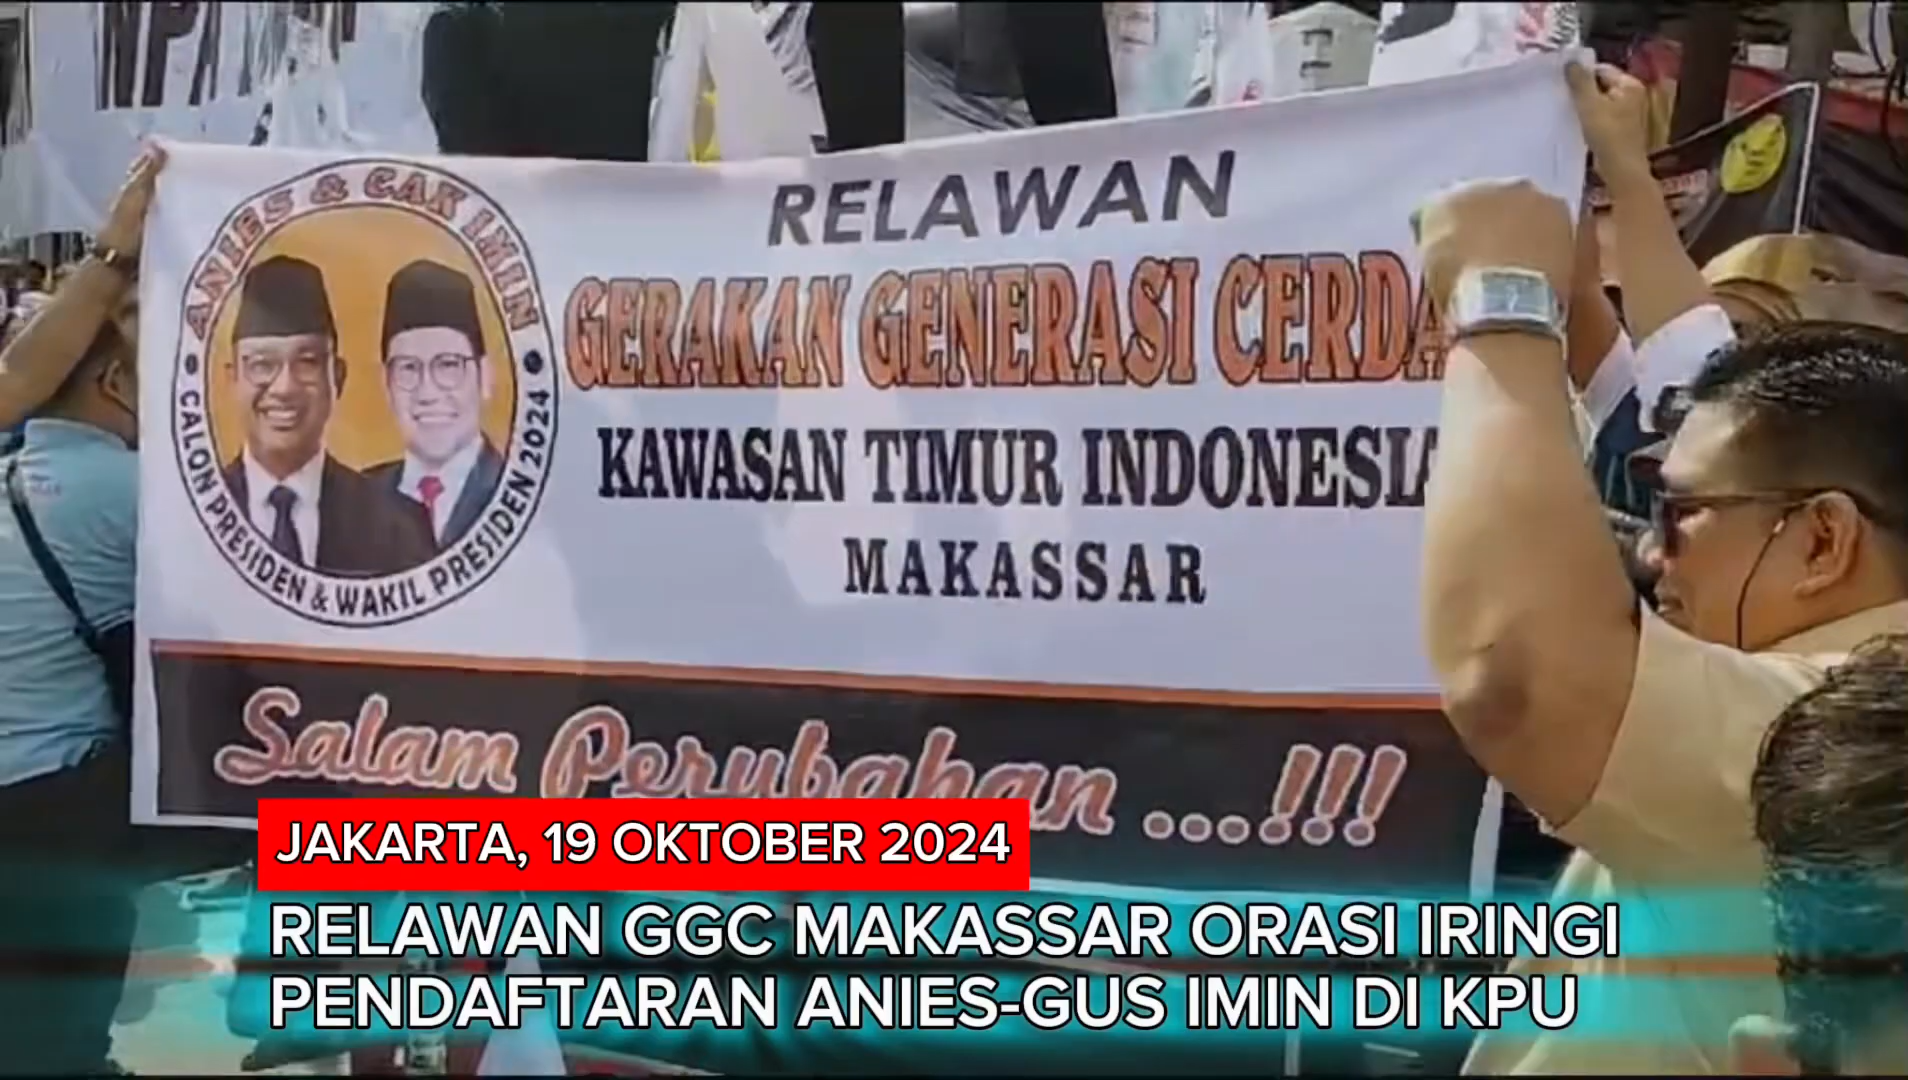 ANIES & CAK IMIN
CALON PRESIDEN & WAKIL PRESIDEN 2024
RELAWAN
GERAKAN GENERASI CERDA
KAWASAN TIMUR INDONESIA
MAKASSAR
Salam Perubahan ...!!!
JAKARTA, 19 OKTOBER 2024
RELAWAN GGC MAKASSAR ORASI IRINGI
PENDAFTARAN ANIES-GUS IMIN DI KPU